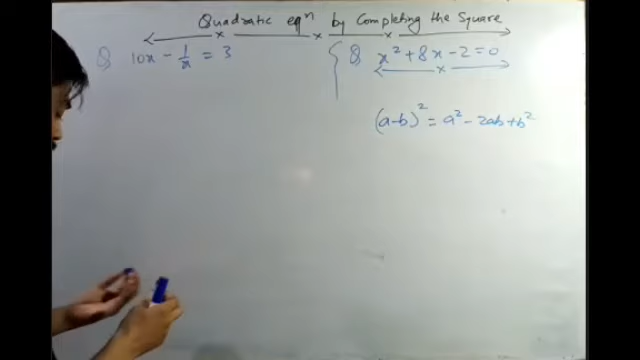 Quadratic eqn by Completing the Square
Q 10x - 1/x = 3
Q x² + 8x - 2 = 0
(a-b)² = a² - 2ab + b²